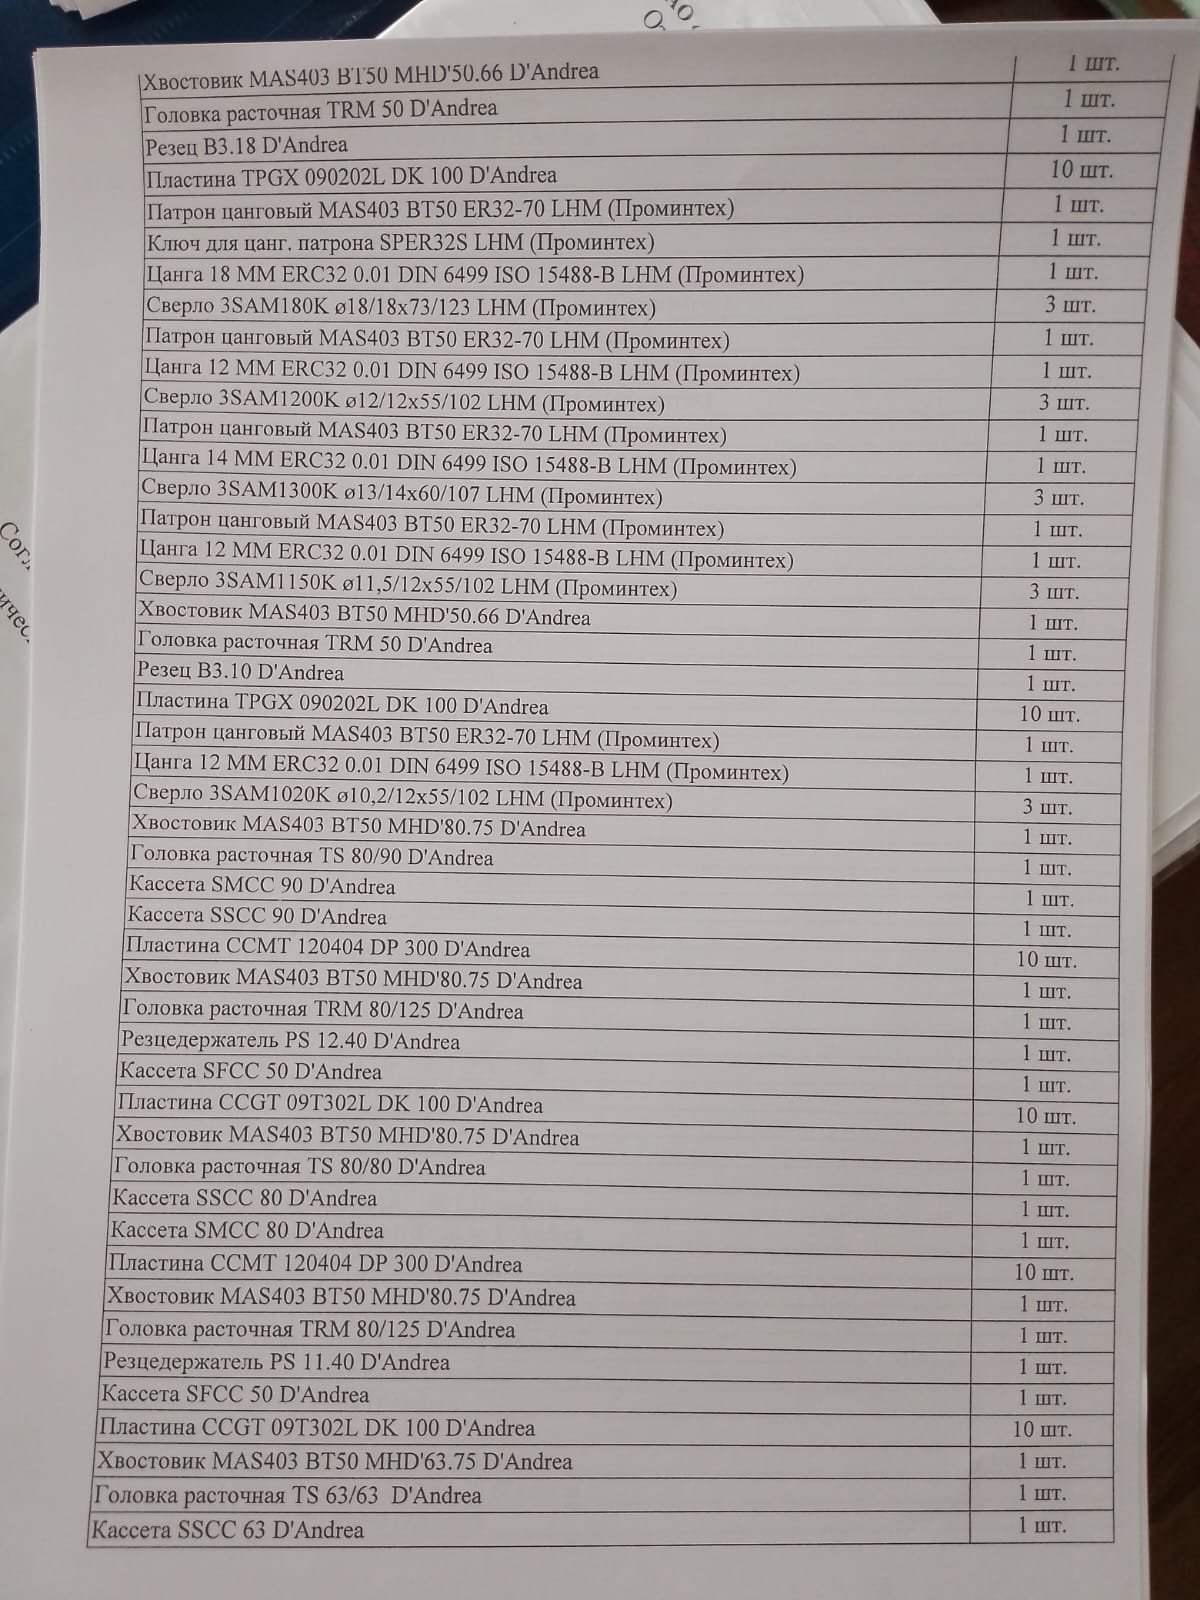 Хвостовик MAS403 BT50 MHD'50.66 D'Andrea 1 шт.
Головка расточная TRM 50 D'Andrea 1 шт.
Резец B3.18 D'Andrea 1 шт.
Пластина TPGX 090202L DK 100 D'Andrea 10 шт.
Патрон цанговый MAS403 BT50 ER32-70 LHM (Проминтех) 1 шт.
Ключ для цанг. патрона SPER32S LHM (Проминтех) 1 шт.
Цанга 18 ММ ERC32 0.01 DIN 6499 ISO 15488-B LHM (Проминтех) 1 шт.
Сверло 3SAM180K ø18/18x73/123 LHM (Проминтех) 3 шт.
Патрон цанговый MAS403 BT50 ER32-70 LHM (Проминтех) 1 шт.
Цанга 12 ММ ERC32 0.01 DIN 6499 ISO 15488-B LHM (Проминтех) 1 шт.
Сверло 3SAM1200K ø12/12x55/102 LHM (Проминтех) 3 шт.
Патрон цанговый MAS403 BT50 ER32-70 LHM (Проминтех) 1 шт.
Цанга 14 ММ ERC32 0.01 DIN 6499 ISO 15488-B LHM (Проминтех) 1 шт.
Сверло 3SAM1300K ø13/14x60/107 LHM (Проминтех) 3 шт.
Патрон цанговый MAS403 BT50 ER32-70 LHM (Проминтех) 1 шт.
Цанга 12 ММ ERC32 0.01 DIN 6499 ISO 15488-B LHM (Проминтех) 1 шт.
Сверло 3SAM1150K ø11,5/12x55/102 LHM (Проминтех) 3 шт.
Хвостовик MAS403 BT50 MHD'50.66 D'Andrea 1 шт.
Головка расточная TRM 50 D'Andrea 1 шт.
Резец B3.10 D'Andrea 1 шт.
Пластина TPGX 090202L DK 100 D'Andrea 10 шт.
Патрон цанговый MAS403 BT50 ER32-70 LHM (Проминтех) 1 шт.
Цанга 12 ММ ERC32 0.01 DIN 6499 ISO 15488-B LHM (Проминтех) 1 шт.
Сверло 3SAM1020K ø10,2/12x55/102 LHM (Проминтех) 3 шт.
Хвостовик MAS403 BT50 MHD'80.75 D'Andrea 1 шт.
Головка расточная TS 80/90 D'Andrea 1 шт.
Кассета SMCC 90 D'Andrea 1 шт.
Кассета SSCC 90 D'Andrea 1 шт.
Пластина CCMT 120404 DP 300 D'Andrea 10 шт.
Хвостовик MAS403 BT50 MHD'80.75 D'Andrea 1 шт.
Головка расточная TRM 80/125 D'Andrea 1 шт.
Резцедержатель PS 12.40 D'Andrea 1 шт.
Кассета SFCC 50 D'Andrea 1 шт.
Пластина CCGT 09T302L DK 100 D'Andrea 10 шт.
Хвостовик MAS403 BT50 MHD'80.75 D'Andrea 1 шт.
Головка расточная TS 80/80 D'Andrea 1 шт.
Кассета SSCC 80 D'Andrea 1 шт.
Кассета SMCC 80 D'Andrea 1 шт.
Пластина CCMT 120404 DP 300 D'Andrea 10 шт.
Хвостовик MAS403 BT50 MHD'80.75 D'Andrea 1 шт.
Головка расточная TRM 80/125 D'Andrea 1 шт.
Резцедержатель PS 11.40 D'Andrea 1 шт.
Кассета SFCC 50 D'Andrea 1 шт.
Пластина CCGT 09T302L DK 100 D'Andrea 10 шт.
Хвостовик MAS403 BT50 MHD'63.75 D'Andrea 1 шт.
Головка расточная TS 63/63 D'Andrea 1 шт.
Кассета SSCC 63 D'Andrea 1 шт.